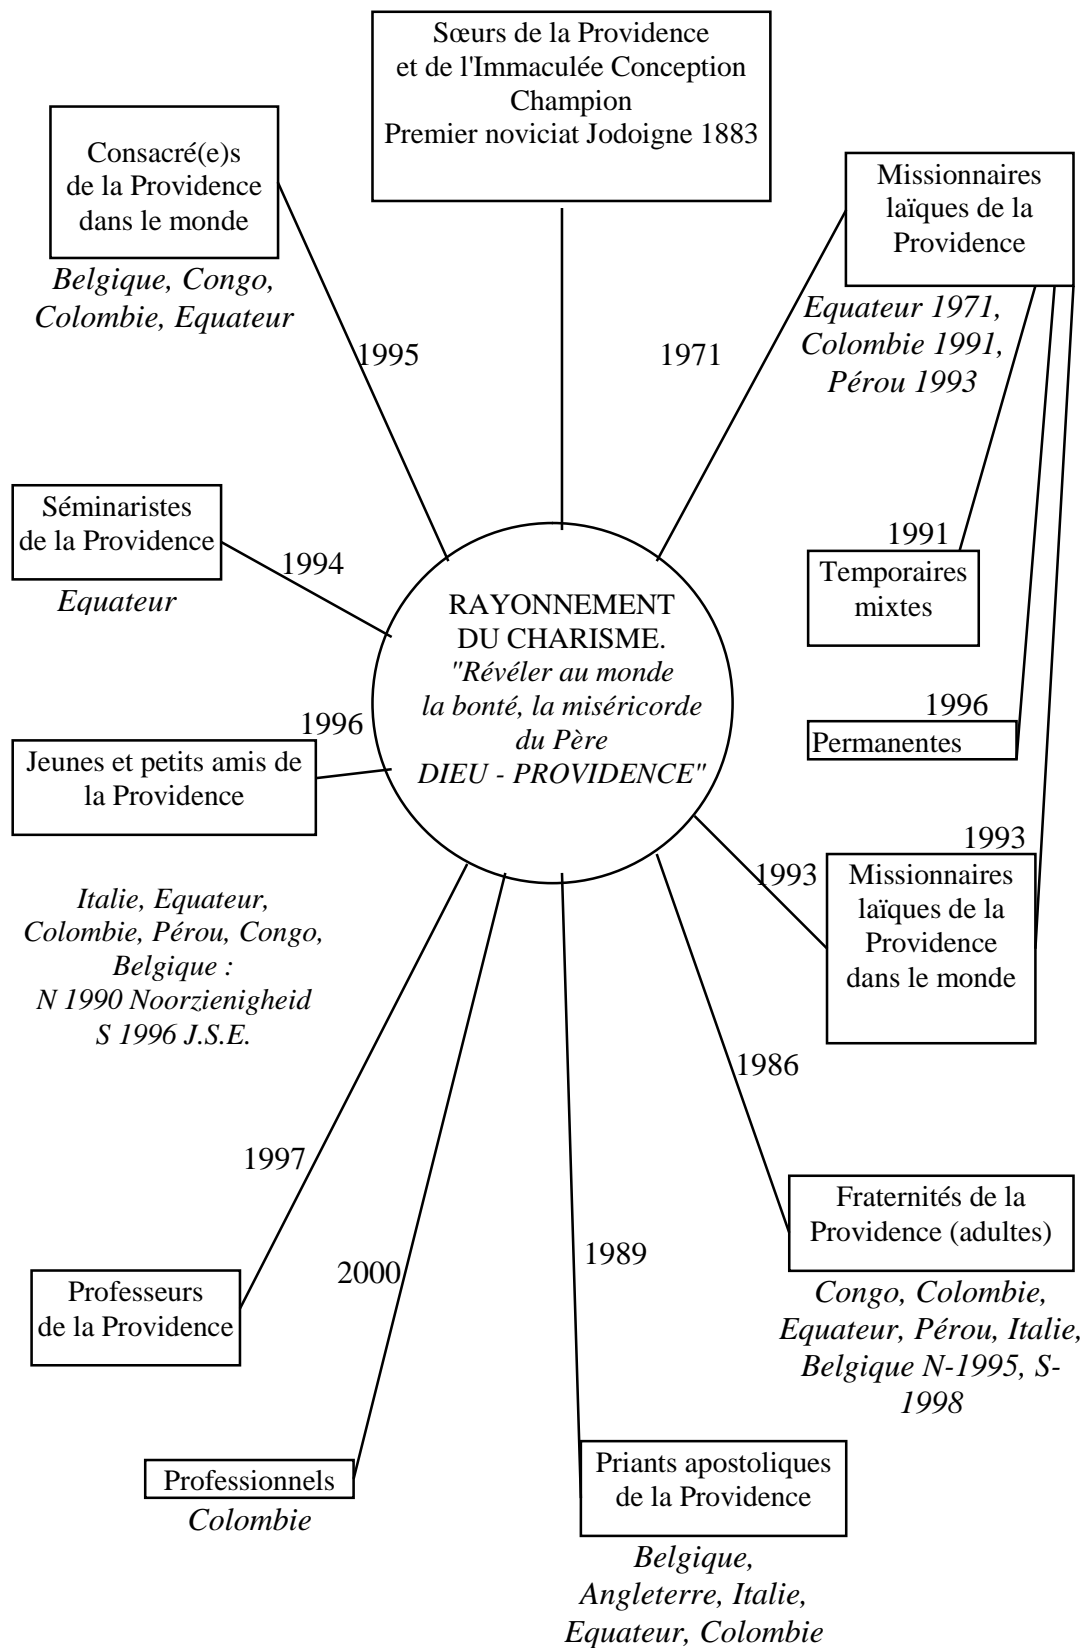 Sœurs de la Providence
et de l'Immaculée Conception
Champion
Premier noviciat Jodoigne 1883
Consacré(e)s
de la Providence
dans le monde
Belgique, Congo,
Colombie, Equateur
1995
Missionnaires
laïques de la
Providence
Equateur 1971,
Colombie 1991,
Pérou 1993
1971
Séminaristes
de la Providence
Equateur
1994
1991
Temporaires
mixtes
RAYONNEMENT
DU CHARISME.
"Révéler au monde
la bonté, la miséricorde
du Père
DIEU - PROVIDENCE"
1996
Permanentes
1996
Jeunes et petits amis de
la Providence
Italie, Equateur,
Colombie, Pérou, Congo,
Belgique :
N 1990 Noorzienigheid
S 1996 J.S.E.
1993
1993
Missionnaires
laïques de la
Providence
dans le monde
1986
Fraternités de la
Providence (adultes)
Congo, Colombie,
Equateur, Pérou, Italie,
Belgique N-1995, S-
1998
1997
Professeurs
de la Providence
2000
Professionnels
Colombie
1989
Priants apostoliques
de la Providence
Belgique,
Angleterre, Italie,
Equateur, Colombie